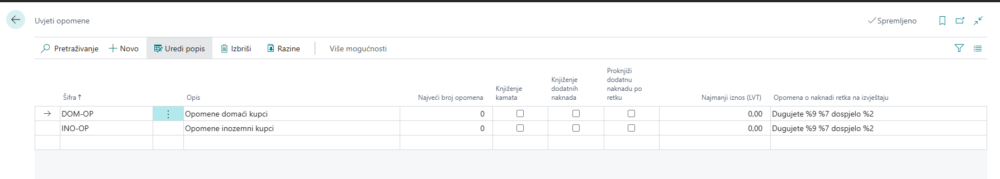 Uvjeti opomene
Spremljeno
Pretraživanje Novo Uredi popis Izbriši Razine Više mogućnosti
Šifra Opis Najveći broj opomena Knjiženje kamata Knjiženje dodatnih naknada Proknjiži dodatnu naknadu po retku Najmanji iznos (LVT) Opomena o naknadi retka na izvještaju
DOM-OP Opomene domaći kupci 0 0,00 Dugujete %9 %7 dospjelo %2
INO-OP Opomene inozemni kupci 0 0,00 Dugujete %9 %7 dospjelo %2